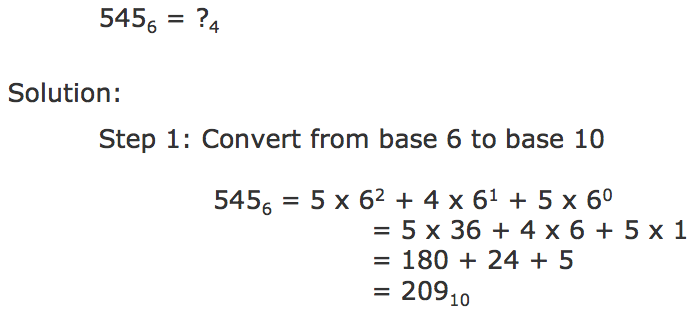 545₆ = ?₄
Solution:
Step 1: Convert from base 6 to base 10
545₆ = 5 x 6² + 4 x 6¹ + 5 x 6⁰
= 5 x 36 + 4 x 6 + 5 x 1
= 180 + 24 + 5
= 209₁₀